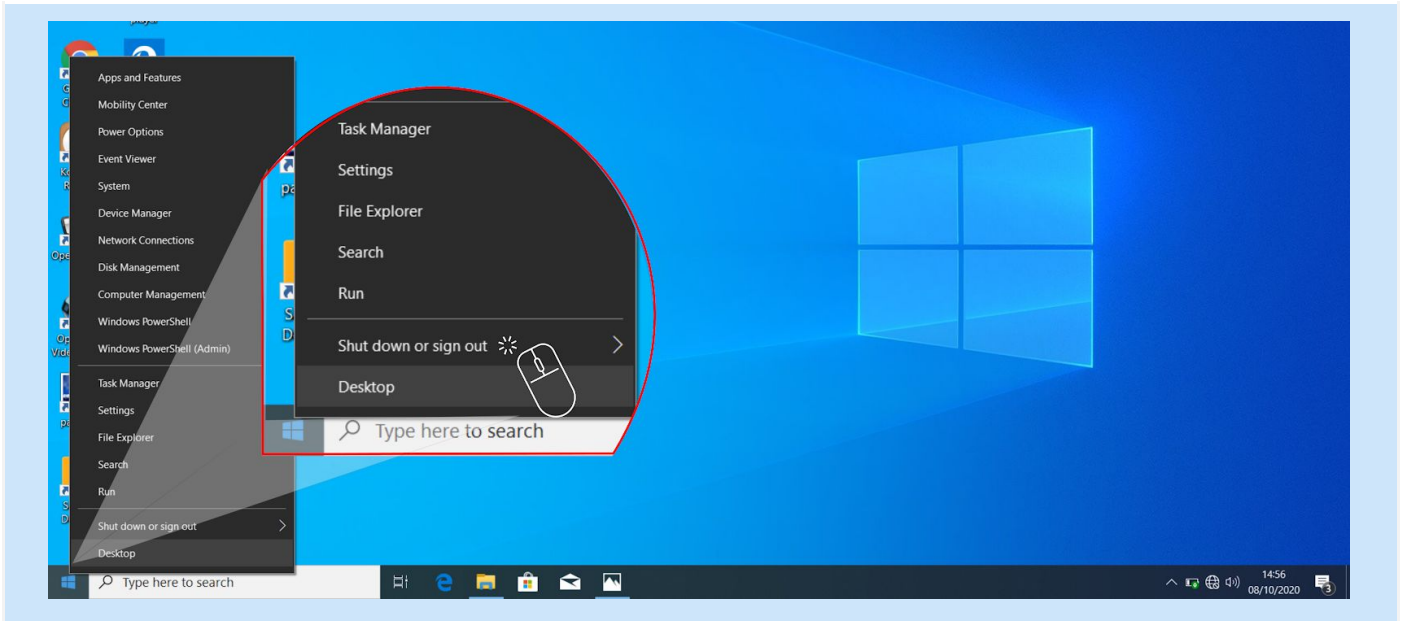 player
Apps and Features
Mobility Center
Power Options
Event Viewer
System
Device Manager
Network Connections
Disk Management
Computer Management
Windows PowerShell
Windows PowerShell (Admin)
Task Manager
Settings
File Explorer
Search
Run
Shut down or sign out
Desktop
Type here to search
Task Manager
Settings
File Explorer
Search
Run
Shut down or sign out
Desktop
Type here to search
14:56
08/10/2020
3